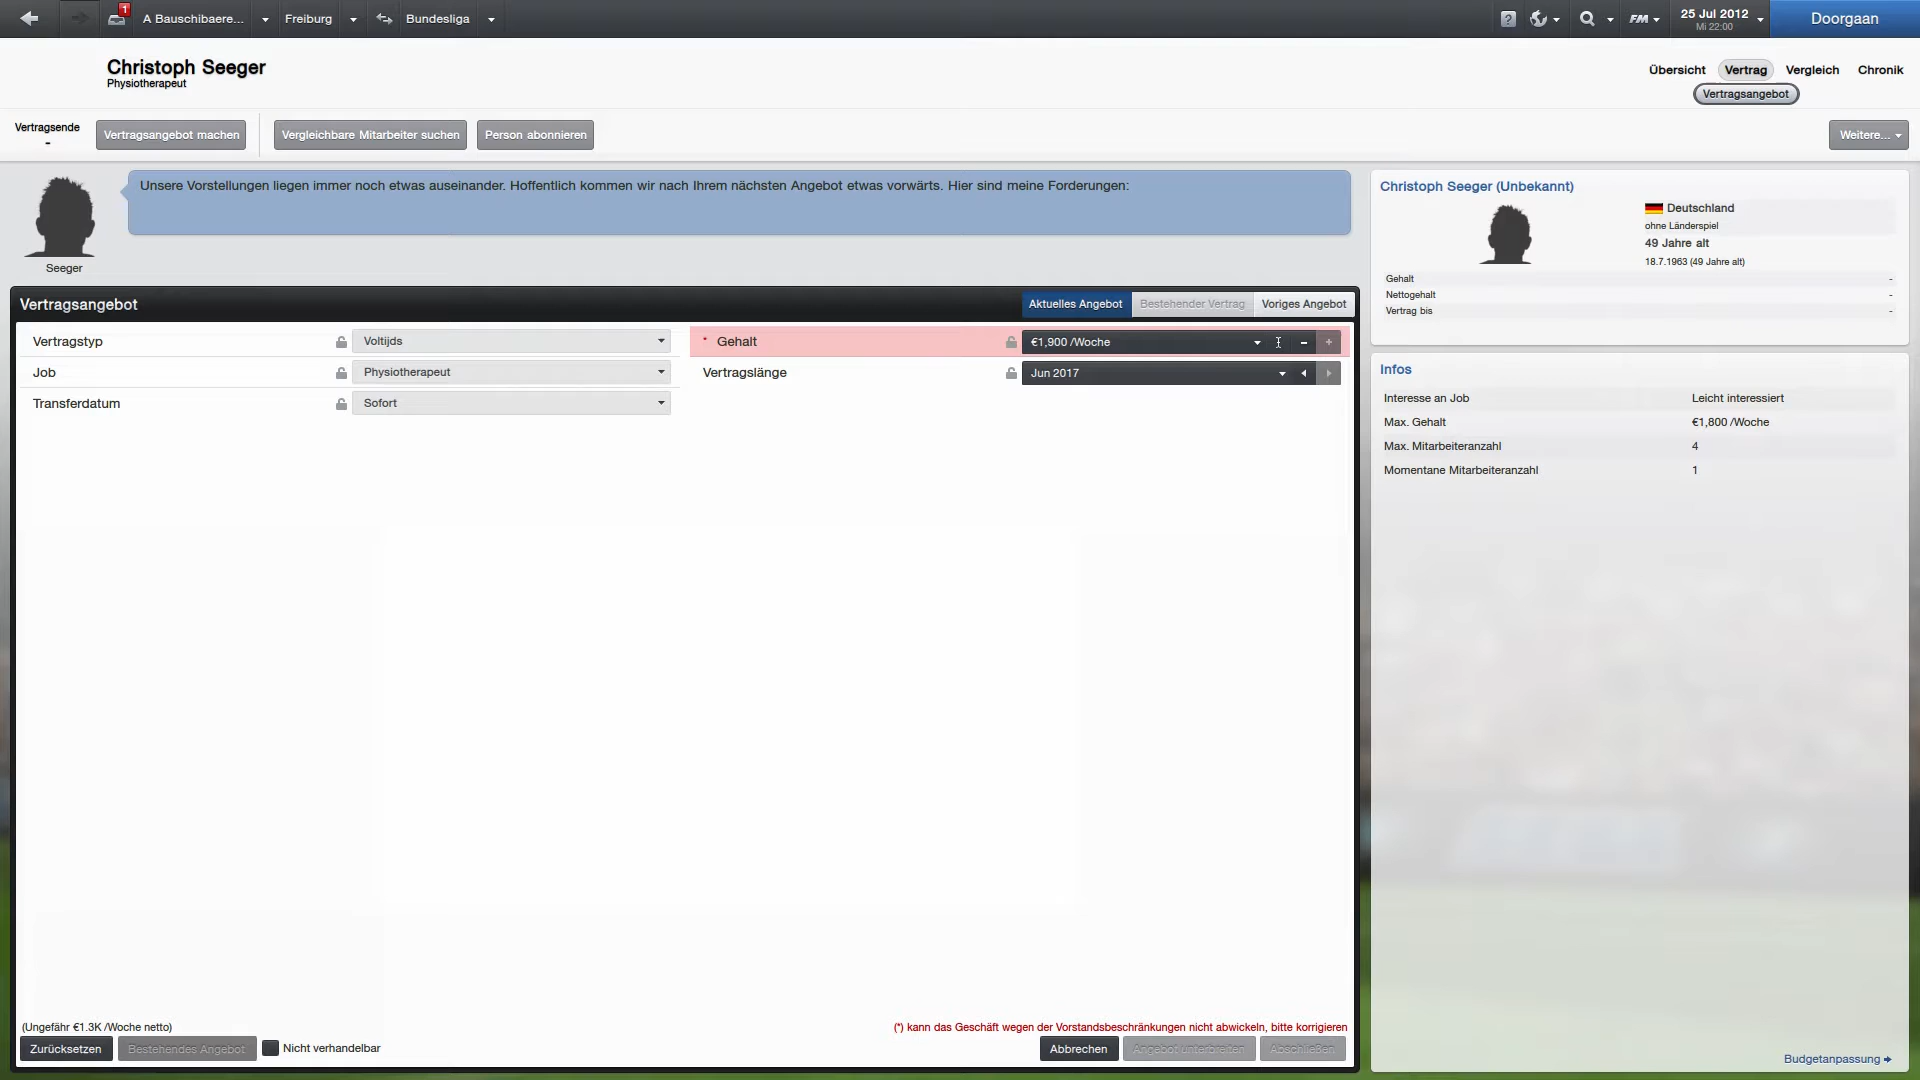 1
A Bauschibaere...
Freiburg
Bundesliga
?
FM
25 Jul 2012
Mi 22:00
Doorgaan
Christoph Seeger
Physiotherapeut
Übersicht
Vertrag
Vergleich
Chronik
Vertragsangebot
Vertragsende
-
Vertragsangebot machen
Vergleichbare Mitarbeiter suchen
Person abonnieren
Weitere...
Unsere Vorstellungen liegen immer noch etwas auseinander. Hoffentlich kommen wir nach Ihrem nächsten Angebot etwas vorwärts. Hier sind meine Forderungen:
Seeger
Vertragsangebot
Aktuelles Angebot
Bestehender Vertrag
Voriges Angebot
Vertragstyp
Voltijds
* Gehalt
€1,900 /Woche
Job
Physiotherapeut
Vertragslänge
Jun 2017
Transferdatum
Sofort
(Ungefähr €1.3K /Woche netto)
(*) kann das Geschäft wegen der Vorstandsbeschränkungen nicht abwickeln, bitte korrigieren
Zurücksetzen
Bestehendes Angebot
Nicht verhandelbar
Abbrechen
Angebot unterbreiten
Abschließen
Christoph Seeger (Unbekannt)
Deutschland
ohne Länderspiel
49 Jahre alt
18.7.1963 (49 Jahre alt)
Gehalt -
Nettogehalt -
Vertrag bis -
Infos
Interesse an Job Leicht interessiert
Max. Gehalt €1,800 /Woche
Max. Mitarbeiteranzahl 4
Momentane Mitarbeiteranzahl 1
Budgetanpassung